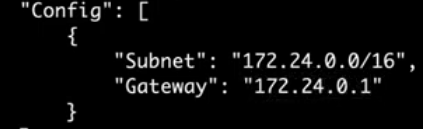 "Config": [
{
"Subnet": "172.24.0.0/16",
"Gateway": "172.24.0.1"
}